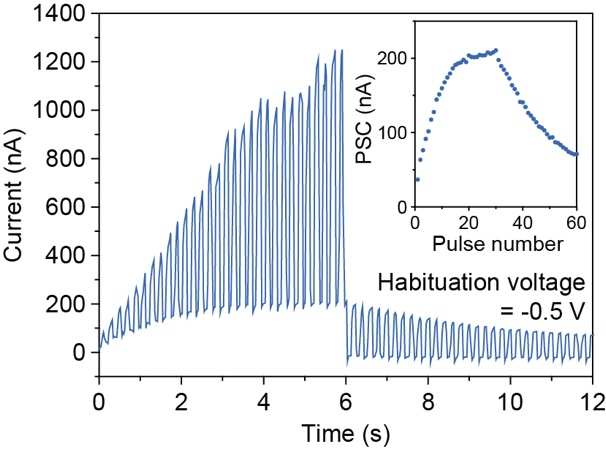 1400
1200
1000
800
600
400
200
0
Current (nA)
0 2 4 6 8 10 12
Time (s)
200
100
0
PSC (nA)
0 20 40 60
Pulse number
Habituation voltage
= -0.5 V